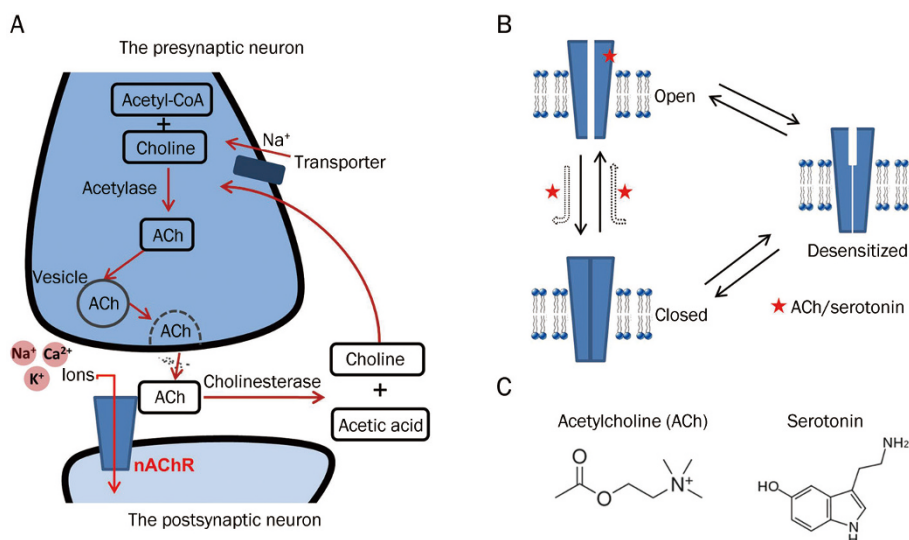 A
The presynaptic neuron
Acetyl-CoA
+
Choline
Na⁺
Transporter
Acetylase
ACh
Vesicle
ACh
ACh
Na⁺
Ca²⁺
K⁺
Ions
ACh
Cholinesterase
Choline
+
Acetic acid
nAChR
The postsynaptic neuron
B
Open
Desensitized
Closed
ACh/serotonin
C
Acetylcholine (ACh)
Serotonin
O
O
N⁺
NH₂
HO
N
H